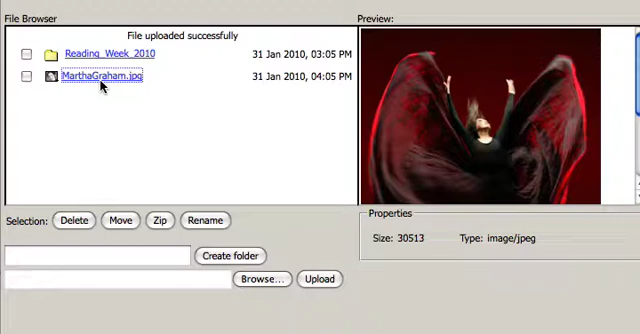 File Browser
Preview:
File uploaded successfully
Reading_Week_2010 31 Jan 2010, 03:05 PM
MarthaGraham.jpg 31 Jan 2010, 04:05 PM
Selection: Delete Move Zip Rename
Properties
Size: 30513 Type: image/jpeg
Create folder
Browse... Upload